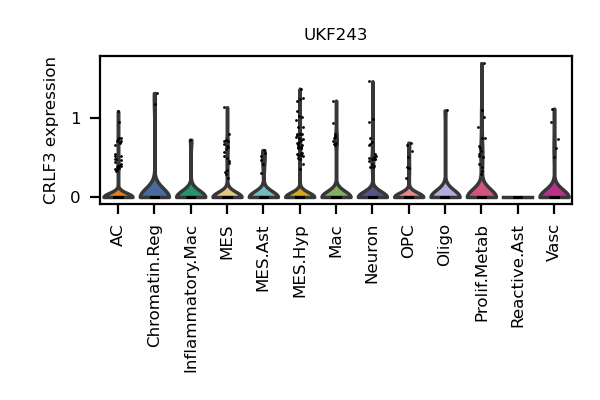 UKF243
CRLF3 expression
1
0
AC
Chromatin.Reg
Inflammatory.Mac
MES
MES.Ast
MES.Hyp
Mac
Neuron
OPC
Oligo
Prolif.Metab
Reactive.Ast
Vasc